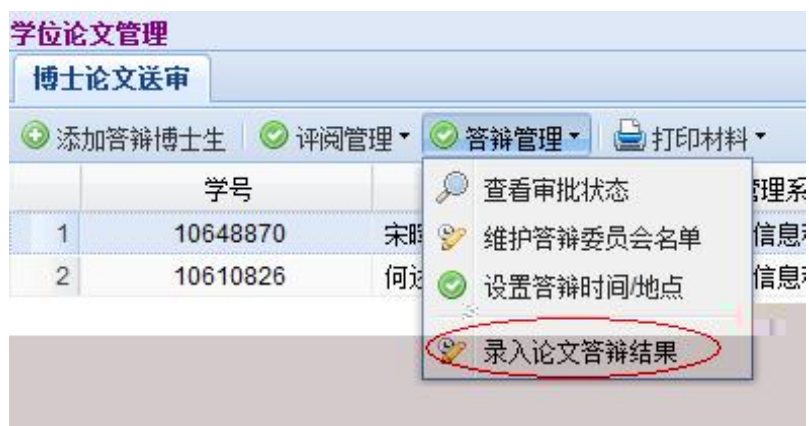 学位论文管理
博士论文送审
添加答辩博士生 评阅管理 答辩管理 打印材料
学号 查看审批状态 管理系
1 10648870 宋 维护答辩委员会名单 信息
2 10610826 何 设置答辩时间/地点 信息
录入论文答辩结果